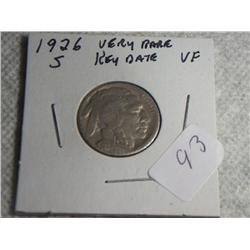 1926 VERY RARE
S KEY DATE VF
93